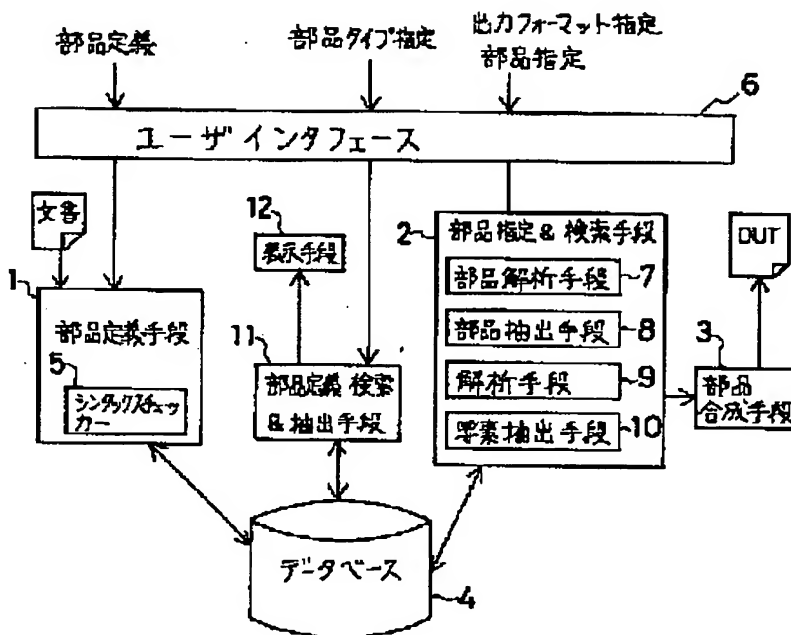 部品定義
部品タイプ指定
出力フォーマット指定
部品指定
6
ユーザインタフェース
文書
12
表示手段
2
部品指定&検索手段
OUT
1
部品定義手段
5
シンタックスチェッ
カー
11
部品定義検索
&抽出手段
部品解析手段
7
部品抽出手段
8
解析手段
9
要素抽出手段
10
3
部品
合成手段
データベース
4